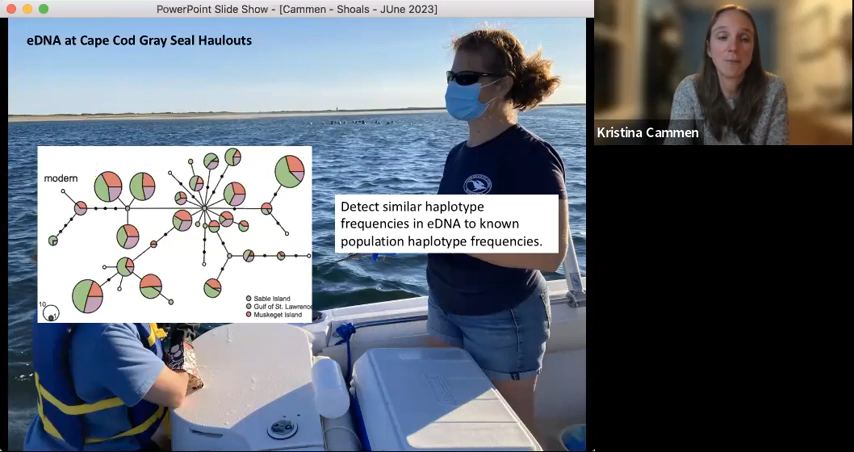 PowerPoint Slide Show - [Cammen - Shoals - JUne 2023]
eDNA at Cape Cod Gray Seal Haulouts
Kristina Cammen
modern
Detect similar haplotype
frequencies in eDNA to known
population haplotype frequencies.
Sable Island
Gulf of St. Lawrence
Muskeget Island
10